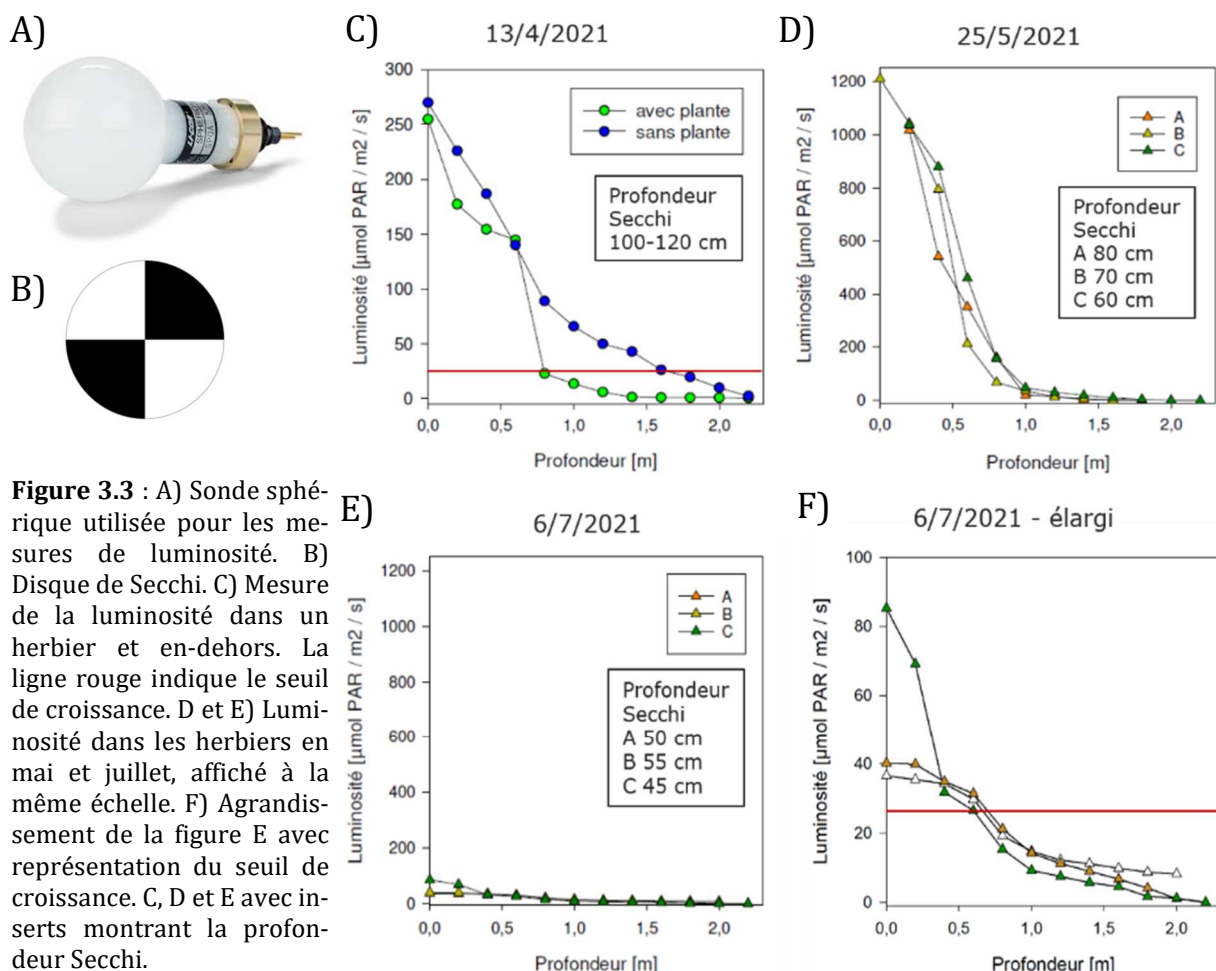 A)
LI-COR
SPHERICAL
B)
C)
13/4/2021
300
250
200
150
100
50
0
0,0
0,5
1,0
1,5
2,0
Luminosité [µmol PAR / m2 / s]
Profondeur [m]
avec plante
sans plante
Profondeur
Secchi
100-120 cm
D)
25/5/2021
1200
1000
800
600
400
200
0
0,0
0,5
1,0
1,5
2,0
Luminosité [µmol PAR / m2 / s]
Profondeur [m]
A
B
C
Profondeur
Secchi
A 80 cm
B 70 cm
C 60 cm
Figure 3.3 : A) Sonde sphé-
rique utilisée pour les me-
sures de luminosité. B)
Disque de Secchi. C) Mesure
de la luminosité dans un
herbier et en-dehors. La
ligne rouge indique le seuil
de croissance. D et E) Lumi-
nosité dans les herbiers en
mai et juillet, affiché à la
même échelle. F) Agrandis-
sement de la figure E avec
représentation du seuil de
croissance. C, D et E avec in-
serts montrant la profon-
deur Secchi.
E)
6/7/2021
1200
1000
800
600
400
200
0
0,0
0,5
1,0
1,5
2,0
Luminosité [µmol PAR / m2 / s]
Profondeur [m]
A
B
C
Profondeur
Secchi
A 50 cm
B 55 cm
C 45 cm
F)
6/7/2021 - élargi
100
80
60
40
20
0
0,0
0,5
1,0
1,5
2,0
Luminosité [µmol PAR / m2 / s]
Profondeur [m]